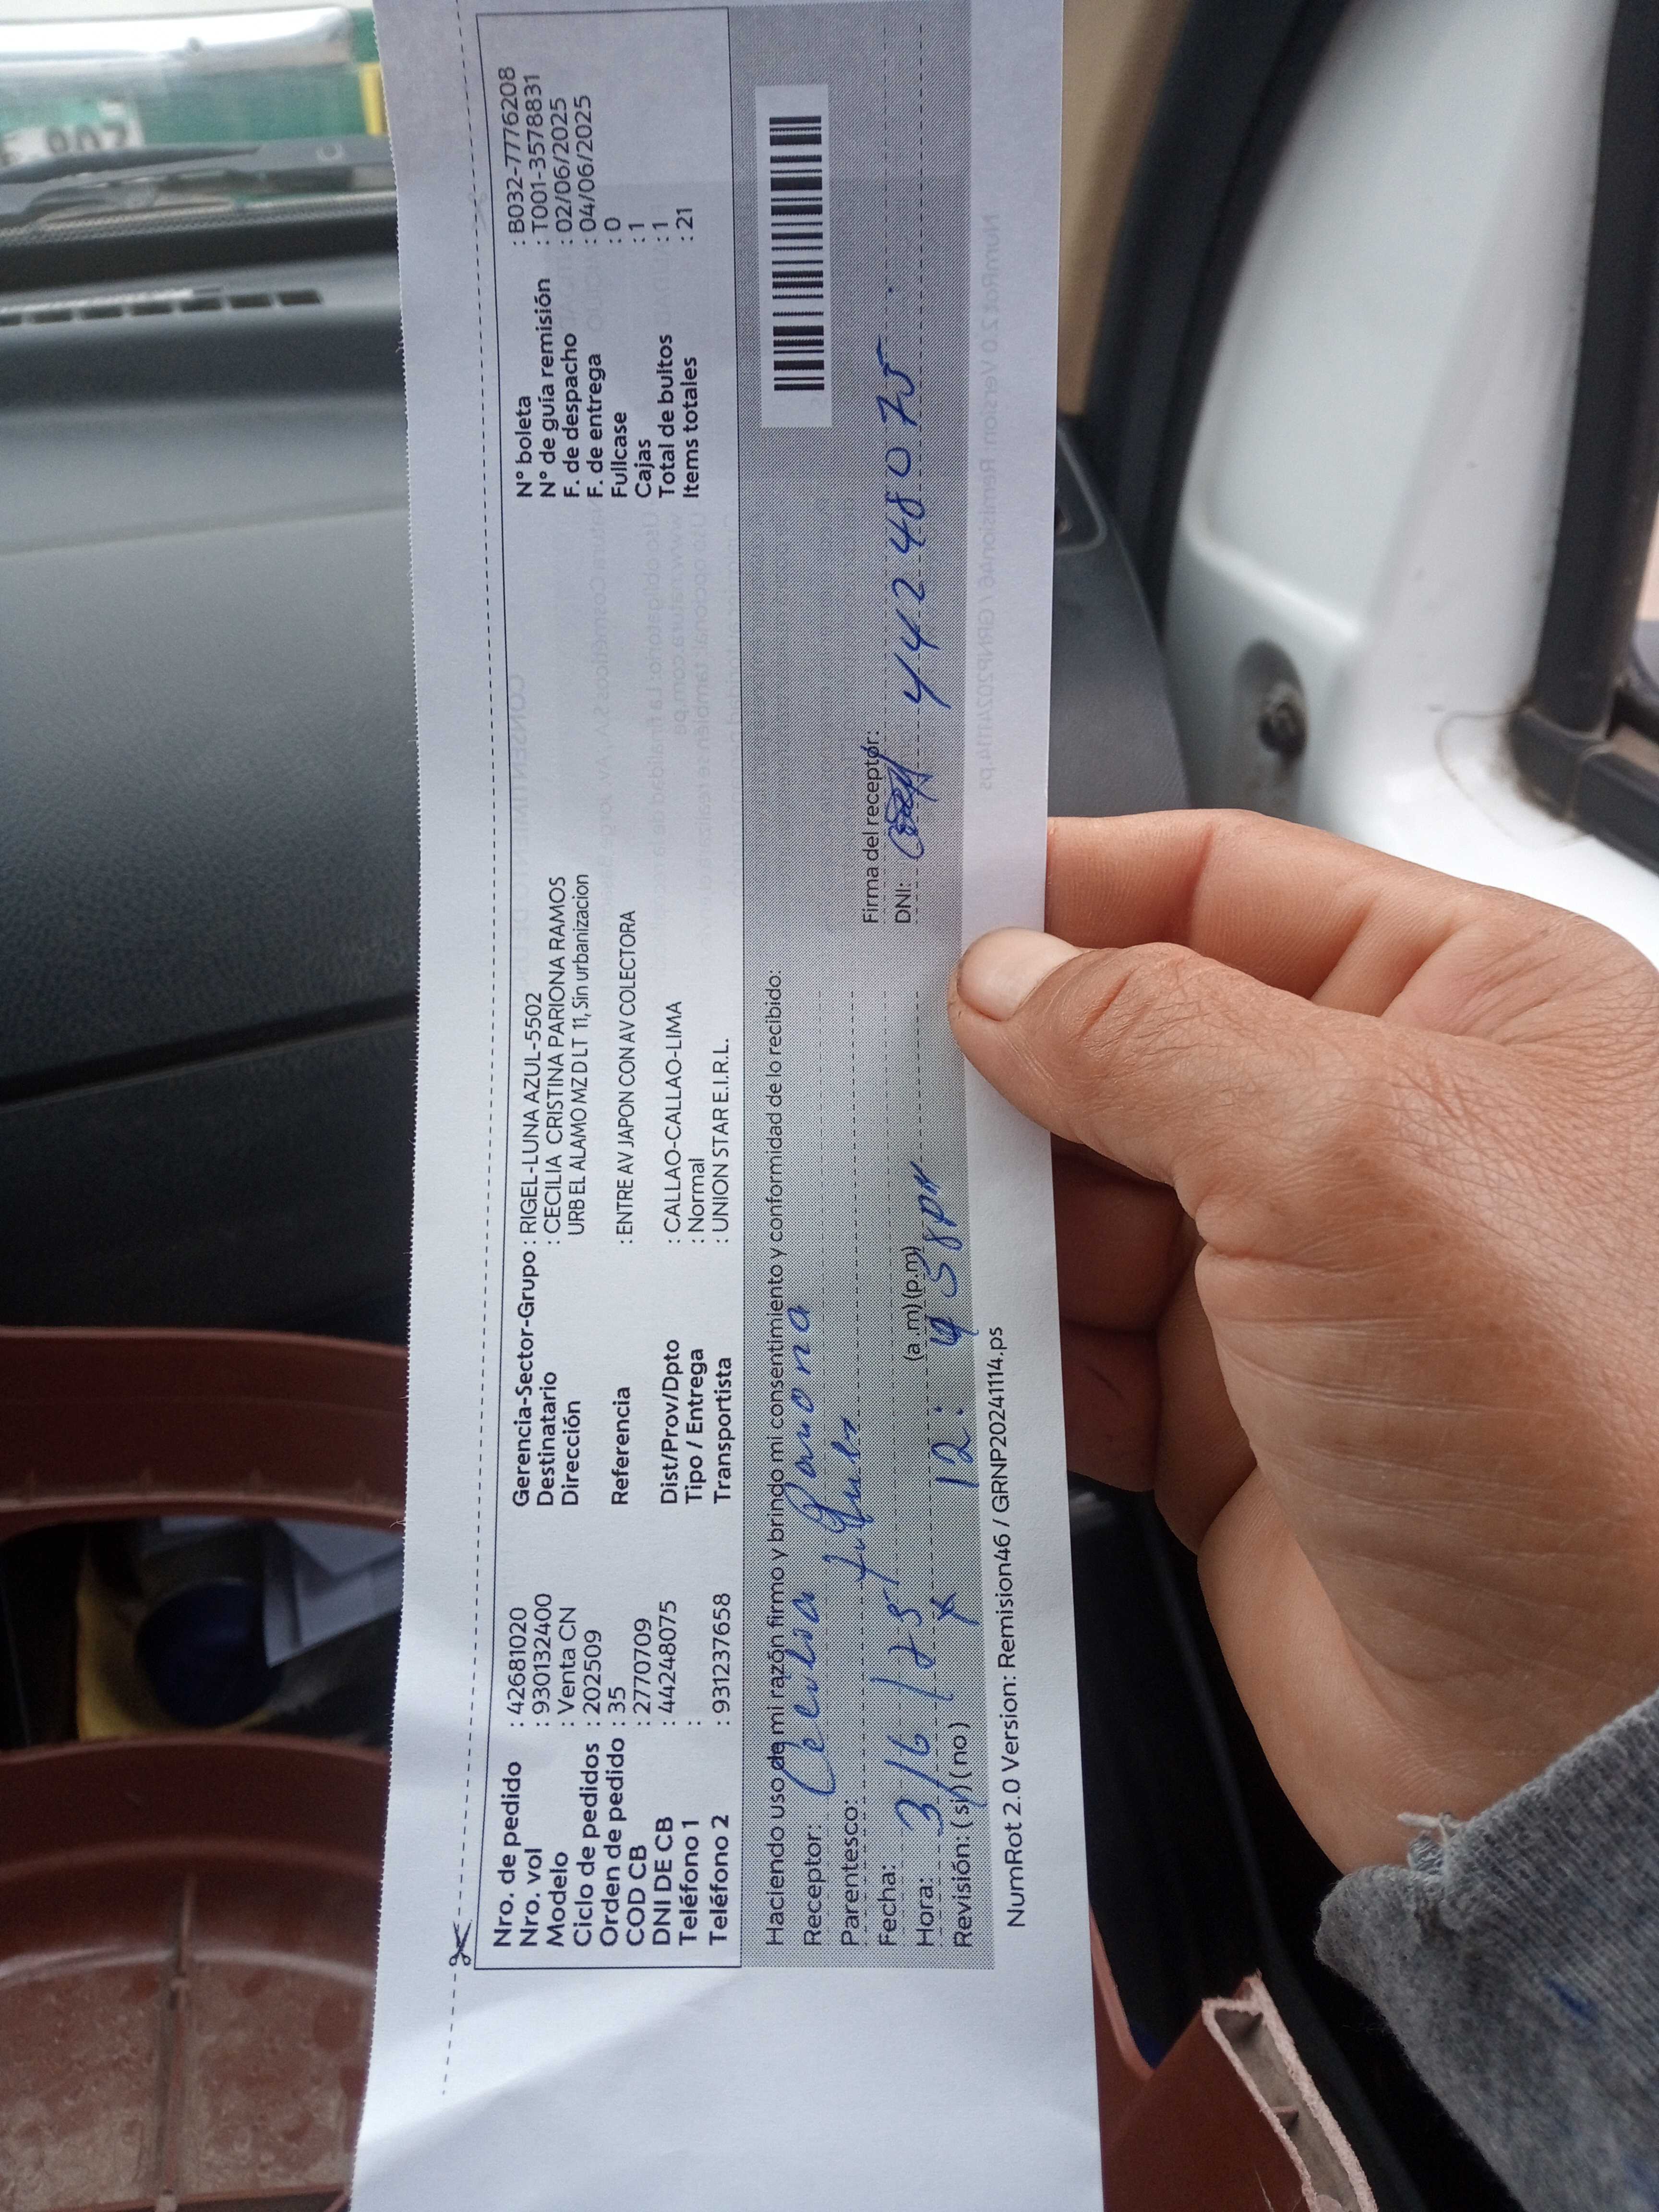 Nro. de pedido : 42681020
Nro. vol : 930132400
Modelo : Venta CN
Ciclo de pedidos : 202509
Orden de pedido : 35
COD CB : 2770709
DNI DE CB : 44248075
Teléfono 1 :
Teléfono 2 : 931237658
Gerencia-Sector-Grupo : RIGEL-LUNA AZUL-5502
Destinatario : CECILIA CRISTINA PARIONA RAMOS
Dirección URB EL ALAMO MZ D LT 11, Sin urbanizacion
Referencia : ENTRE AV JAPON CON AV COLECTORA
Dist/Prov/Dpto : CALLAO-CALLAO-LIMA
Tipo / Entrega : Normal
Transportista : UNION STAR E.I.R.L.
N° boleta : B032-7776208
N° de guía remisión : T001-3578831
F. de despacho : 02/06/2025
F. de entrega : 04/06/2025
Fullcase : 0
Cajas : 1
Total de bultos : 1
Items totales : 21
Haciendo uso de mi razón firmo y brindo mi consentimiento y conformidad de lo recibido:
Receptor: Cecilia Pariona
Parentesco:
Fecha: 3/6/25
Hora: 12: 58 pm (a.m) (p.m)
Revisión: (si) (no)
Firma del receptor:
DNI: 44248075
NumRot 2.0 Version: Remision46 / GRNP20241114.ps